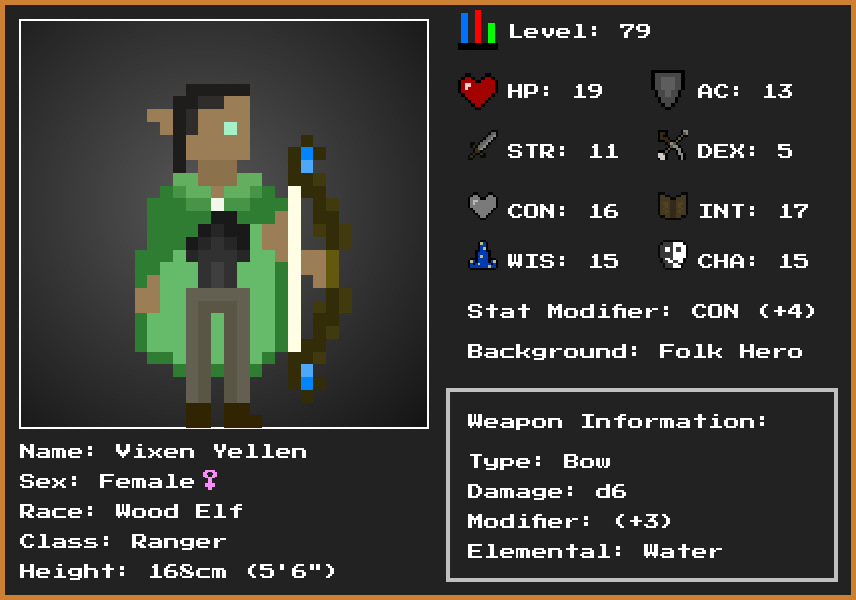 Level: 79
HP: 19
AC: 13
STR: 11
DEX: 5
CON: 16
INT: 17
WIS: 15
CHA: 15
Stat Modifier: CON (+4)
Background: Folk Hero
Name: Vixen Yellen
Sex: Female♀
Race: Wood Elf
Class: Ranger
Height: 168cm (5'6")
Weapon Information:
Type: Bow
Damage: d6
Modifier: (+3)
Elemental: Water